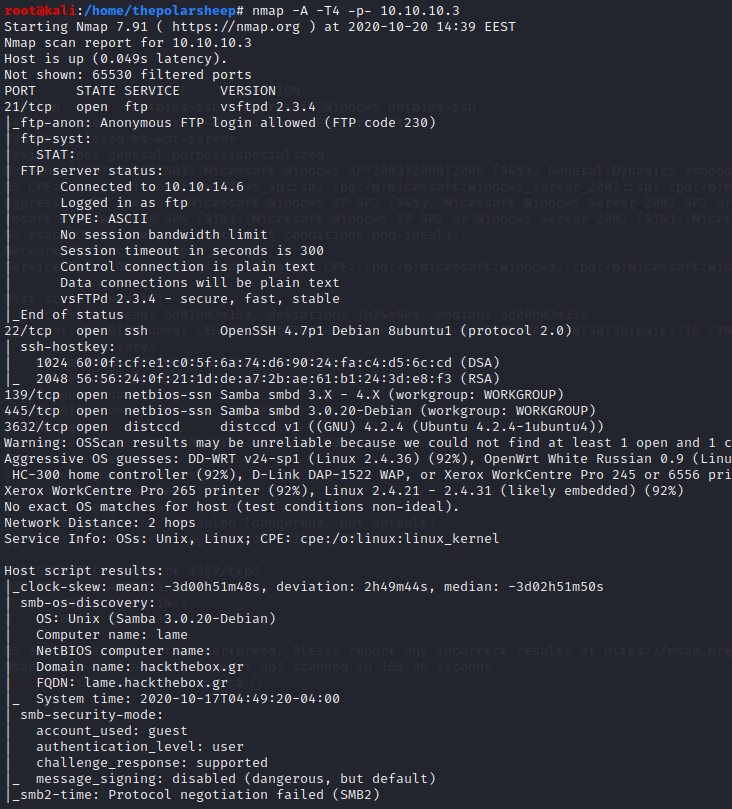 root@kali:/home/thepolarsheep# nmap -A -T4 -p- 10.10.10.3
Starting Nmap 7.91 ( https://nmap.org ) at 2020-10-20 14:39 EEST
Nmap scan report for 10.10.10.3
Host is up (0.049s latency).
Not shown: 65530 filtered ports
PORT     STATE SERVICE     VERSION
21/tcp   open  ftp         vsftpd 2.3.4
|_ftp-anon: Anonymous FTP login allowed (FTP code 230)
| ftp-syst:
|   STAT:
| FTP server status:
|      Connected to 10.10.14.6
|      Logged in as ftp
|      TYPE: ASCII
|      No session bandwidth limit
|      Session timeout in seconds is 300
|      Control connection is plain text
|      Data connections will be plain text
|      vsFTPd 2.3.4 - secure, fast, stable
|_End of status
22/tcp   open  ssh         OpenSSH 4.7p1 Debian 8ubuntu1 (protocol 2.0)
| ssh-hostkey:
|   1024 60:0f:cf:e1:c0:5f:6a:74:d6:90:24:fa:c4:d5:6c:cd (DSA)
|_  2048 56:56:24:0f:21:1d:de:a7:2b:ae:61:b1:24:3d:e8:f3 (RSA)
139/tcp  open  netbios-ssn Samba smbd 3.X - 4.X (workgroup: WORKGROUP)
445/tcp  open  netbios-ssn Samba smbd 3.0.20-Debian (workgroup: WORKGROUP)
3632/tcp open  distccd     distccd v1 ((GNU) 4.2.4 (Ubuntu 4.2.4-1ubuntu4))
Warning: OSScan results may be unreliable because we could not find at least 1 open and 1 c
Aggressive OS guesses: DD-WRT v24-sp1 (Linux 2.4.36) (92%), OpenWrt White Russian 0.9 (Linu
 HC-300 home controller (92%), D-Link DAP-1522 WAP, or Xerox WorkCentre Pro 245 or 6556 pri
Xerox WorkCentre Pro 265 printer (92%), Linux 2.4.21 - 2.4.31 (likely embedded) (92%)
No exact OS matches for host (test conditions non-ideal).
Network Distance: 2 hops
Service Info: OSs: Unix, Linux; CPE: cpe:/o:linux:linux_kernel

Host script results:
|_clock-skew: mean: -3d00h51m48s, deviation: 2h49m44s, median: -3d02h51m50s
| smb-os-discovery:
|   OS: Unix (Samba 3.0.20-Debian)
|   Computer name: lame
|   NetBIOS computer name:
|   Domain name: hackthebox.gr
|   FQDN: lame.hackthebox.gr
|_  System time: 2020-10-17T04:49:20-04:00
| smb-security-mode:
|   account_used: guest
|   authentication_level: user
|   challenge_response: supported
|_  message_signing: disabled (dangerous, but default)
|_smb2-time: Protocol negotiation failed (SMB2)